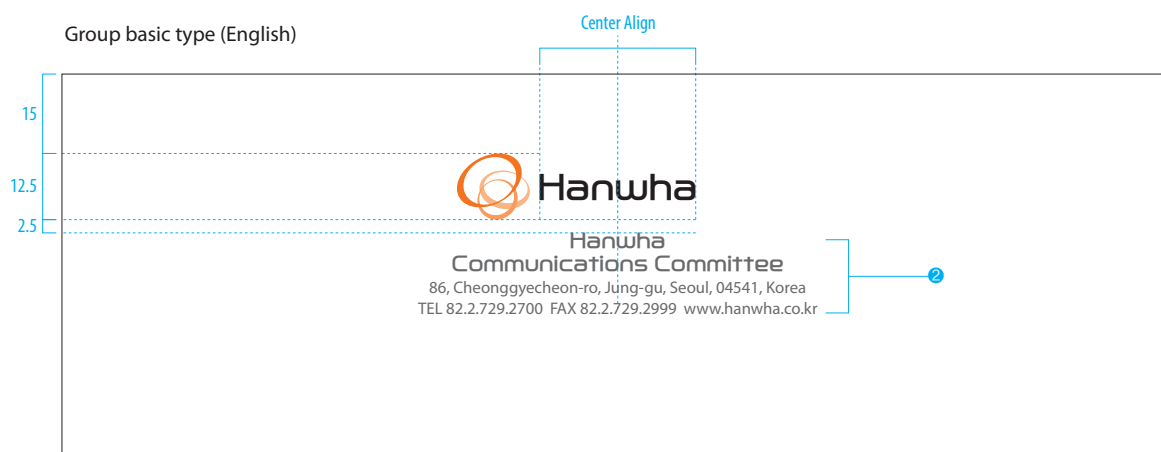 Group basic type (English)
Center Align
15
12.5
2.5
Hanwha
Hanwha
Communications Committee
86, Cheonggyecheon-ro, Jung-gu, Seoul, 04541, Korea
TEL 82.2.729.2700 FAX 82.2.729.2999 www.hanwha.co.kr
2